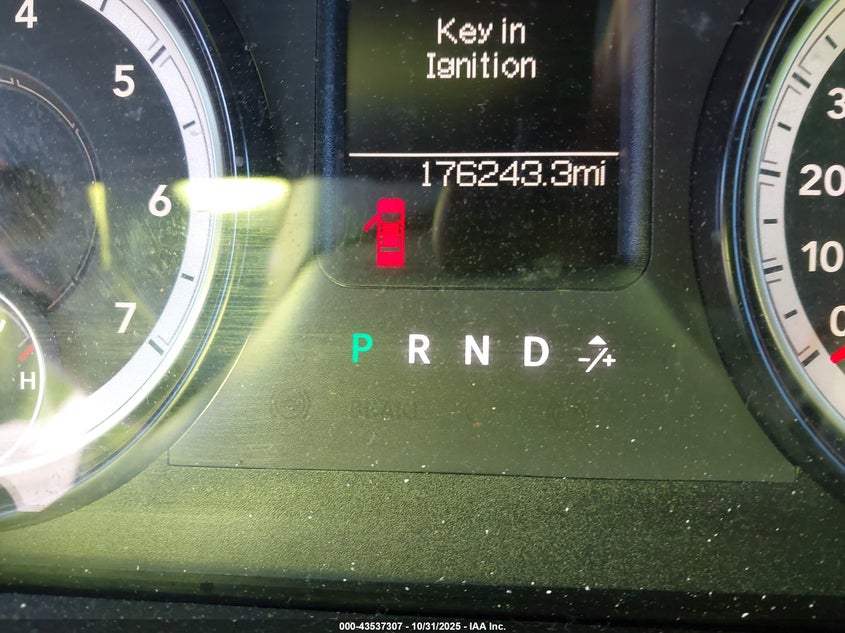 4
5
6
7
H
Key in
Ignition
176243.3mi
P R N D -/+
BRAKE
3
20
10
0
000-43537307 - 10/31/2025 - IAA Inc.